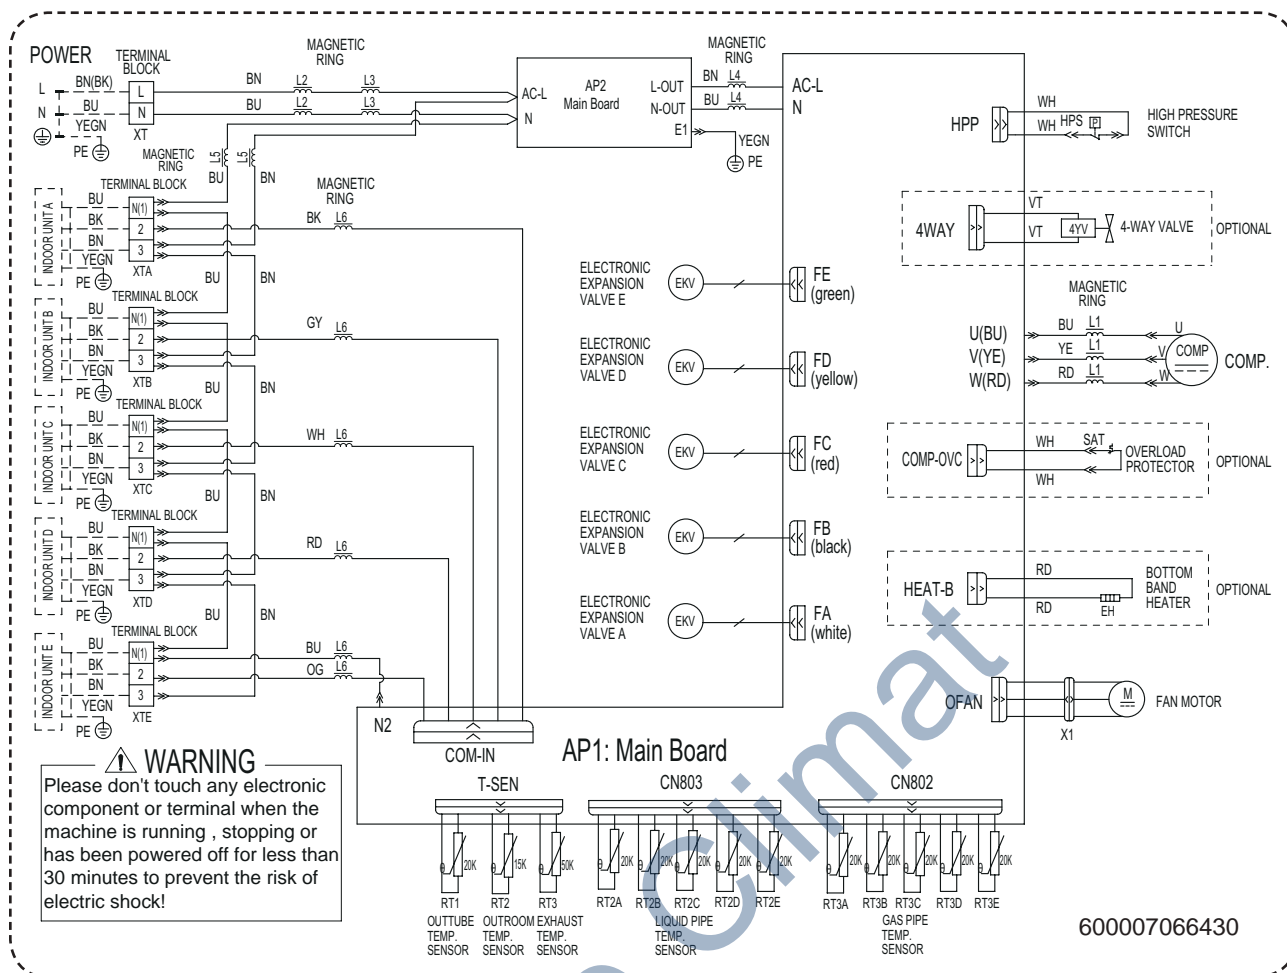 POWER
L
N
BN(BK)
BU
YEGN
PE
TERMINAL
BLOCK
L
N
XT
BN
BU
MAGNETIC
RING
L2
L3
L2
L3
AC-L
N
AP2
Main Board
L-OUT
N-OUT
E1
YEGN
PE
MAGNETIC
RING
BN
L4
BU
L4
AC-L
N
MAGNETIC
RING
L5
L5
BU
BN
INDOOR UNIT A
BU
BK
BN
YEGN
PE
TERMINAL BLOCK
N(1)
2
3
XTA
MAGNETIC
RING
BK
L6
BU
BN
INDOOR UNIT B
BU
BK
BN
YEGN
PE
TERMINAL BLOCK
N(1)
2
3
XTB
GY
L6
BU
BN
INDOOR UNIT C
BU
BK
BN
YEGN
PE
TERMINAL BLOCK
N(1)
2
3
XTC
WH
L6
BU
BN
INDOOR UNIT D
BU
BK
BN
YEGN
PE
TERMINAL BLOCK
N(1)
2
3
XTD
RD
L6
BU
BN
INDOOR UNIT E
BU
BK
BN
YEGN
PE
TERMINAL BLOCK
N(1)
2
3
XTE
BU
L6
OG
L6
N2
COM-IN
ELECTRONIC
EXPANSION
VALVE E
EKV
FE
(green)
ELECTRONIC
EXPANSION
VALVE D
EKV
FD
(yellow)
ELECTRONIC
EXPANSION
VALVE C
EKV
FC
(red)
ELECTRONIC
EXPANSION
VALVE B
EKV
FB
(black)
ELECTRONIC
EXPANSION
VALVE A
EKV
FA
(white)
HPP
WH
WH
HPS
P
HIGH PRESSURE
SWITCH
4WAY
VT
VT
4YV
4-WAY VALVE
OPTIONAL
MAGNETIC
RING
U(BU)
V(YE)
W(RD)
BU
L1
U
YE
L1
V
RD
L1
W
COMP
COMP.
COMP-OVC
WH
SAT
WH
OVERLOAD
PROTECTOR
OPTIONAL
HEAT-B
RD
RD
EH
BOTTOM
BAND
HEATER
OPTIONAL
OFAN
X1
M
FAN MOTOR
AP1: Main Board
T-SEN
CN803
CN802
θ
20K
θ
15K
θ
50K
θ
20K
θ
20K
θ
20K
θ
20K
θ
20K
θ
20K
θ
20K
θ
20K
θ
20K
θ
20K
RT1
RT2
RT3
RT2A
RT2B
RT2C
RT2D
RT2E
RT3A
RT3B
RT3C
RT3D
RT3E
OUTTUBE
TEMP.
SENSOR
OUTROOM
TEMP.
SENSOR
EXHAUST
TEMP.
SENSOR
LIQUID PIPE
TEMP.
SENSOR
GAS PIPE
TEMP.
SENSOR
WARNING
Please don't touch any electronic
component or terminal when the
machine is running , stopping or
has been powered off for less than
30 minutes to prevent the risk of
electric shock!
600007066430
Climat